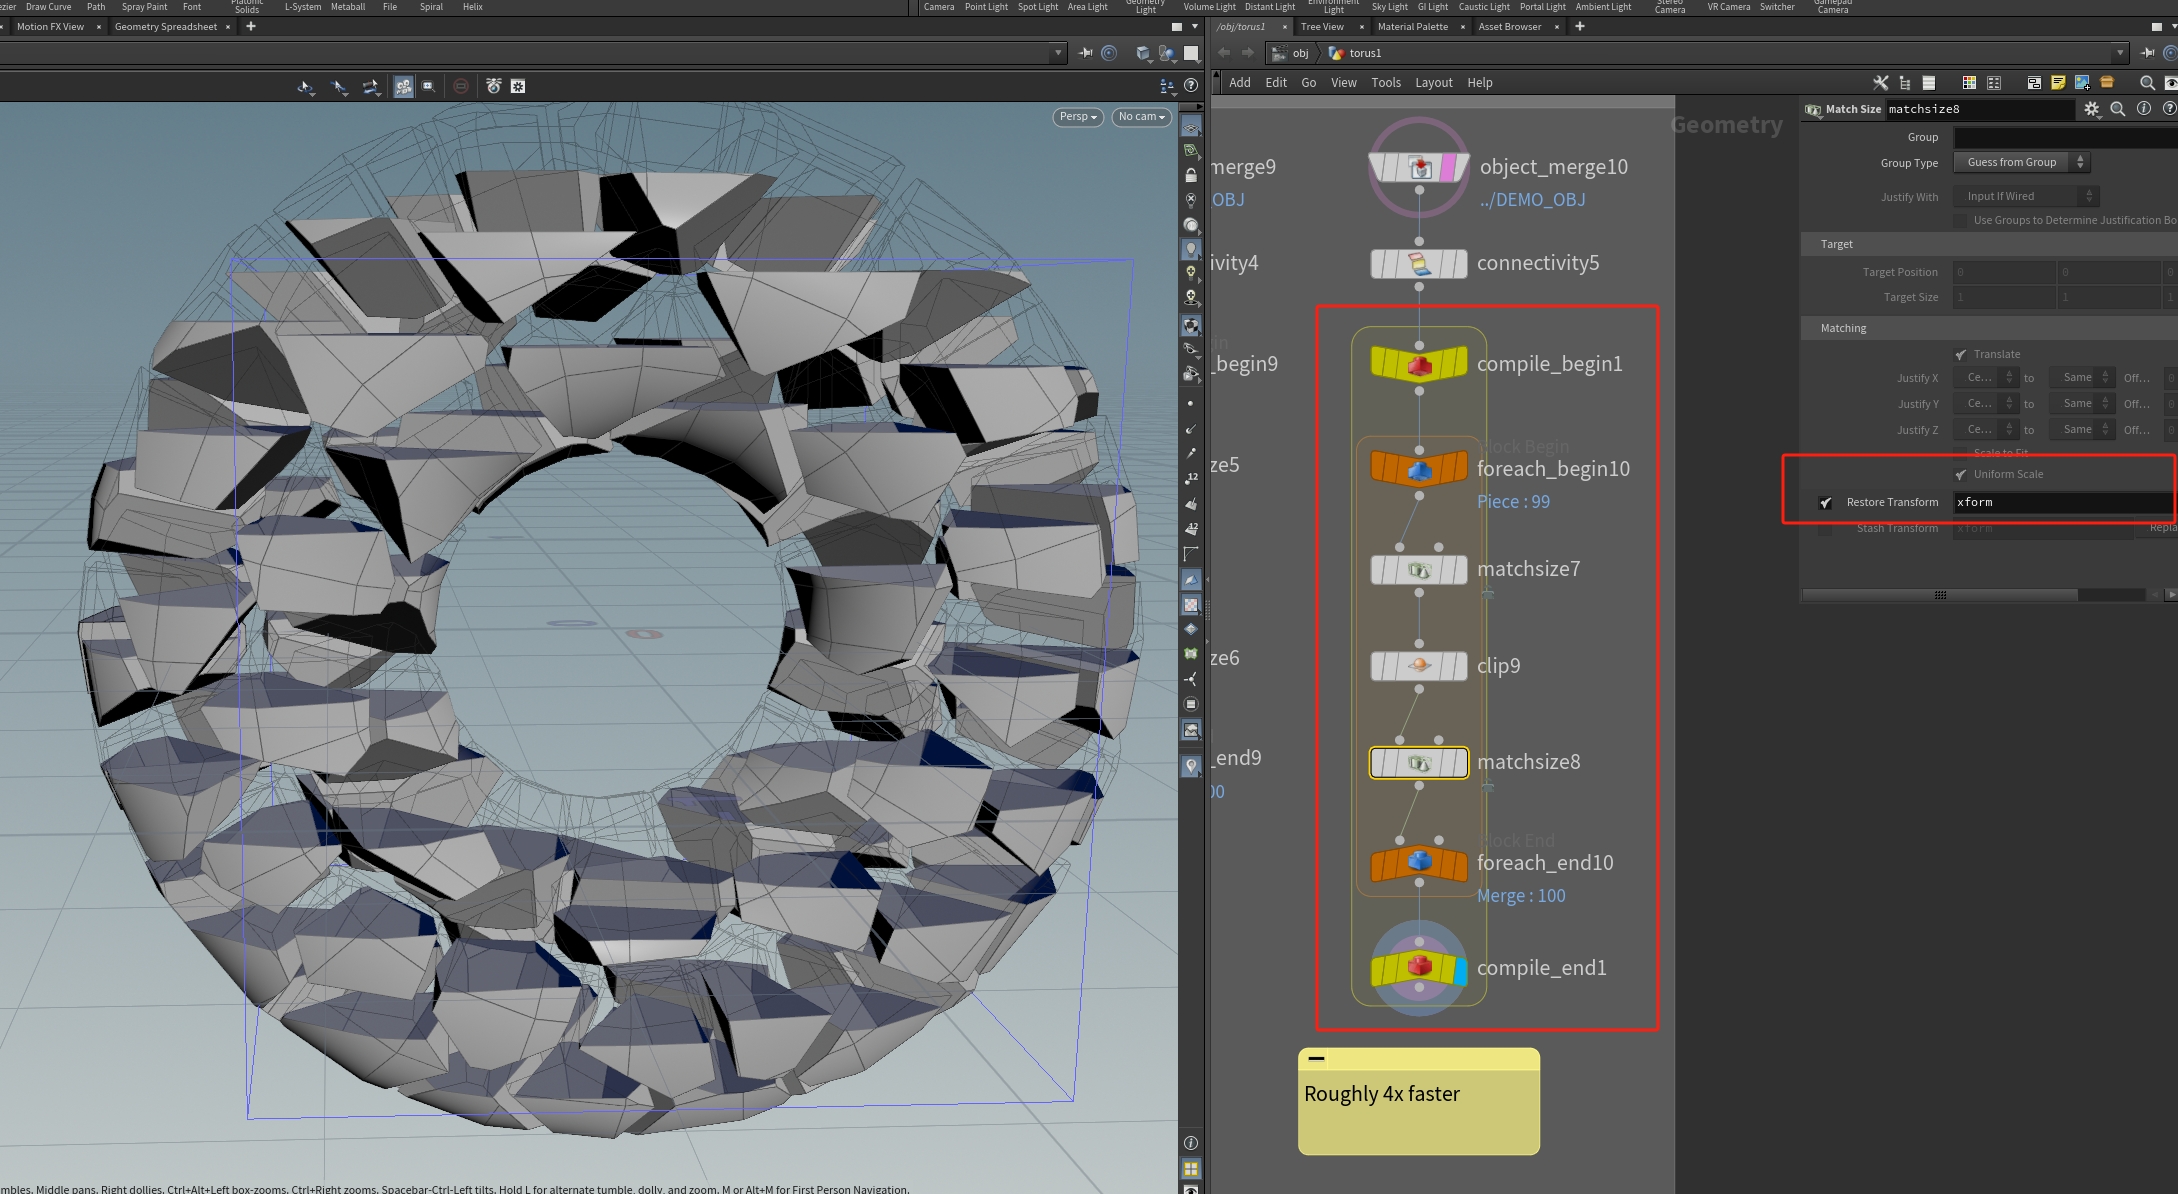 Draw Curve Path Spray Paint Font Platonic Solids L-System Metaball File Spiral Helix
Camera Point Light Spot Light Area Light Geometry Light Volume Light Distant Light Environment Light Sky Light GI Light Caustic Light Portal Light Ambient Light Stereo Camera VR Camera Switcher Gamepad Camera
Motion FX View × Geometry Spreadsheet × +
/obj/torus1 × Tree View × Material Palette × Asset Browser × +
obj torus1
Add Edit Go View Tools Layout Help
Persp No cam
Geometry
Match Size matchsize8
Group
Group Type Guess from Group
Justify With Input If Wired
Use Groups to Determine Justification Bo
Target
Target Position 0 0 0
Target Size 1 1 1
Matching
Translate
Justify X Ce... to Same Off...
Justify Y Ce... to Same Off...
Justify Z Ce... to Same Off...
Scale to Fit
Uniform Scale
Restore Transform xform
Stash Transform xform Repla
merge9
OBJ
ivity4
_begin9
ze5
ze6
_end9
00
object_merge10
../DEMO_OBJ
connectivity5
compile_begin1
Block Begin
foreach_begin10
Piece : 99
matchsize7
clip9
matchsize8
Block End
foreach_end10
Merge : 100
compile_end1
Roughly 4x faster
12
12
mbles. Middle pans. Right dollies. Ctrl+Alt+Left box-zooms. Ctrl+Right zooms. Spacebar-Ctrl-Left tilts. Hold L for alternate tumble, dolly, and zoom. M or Alt+M for First Person Navigation.